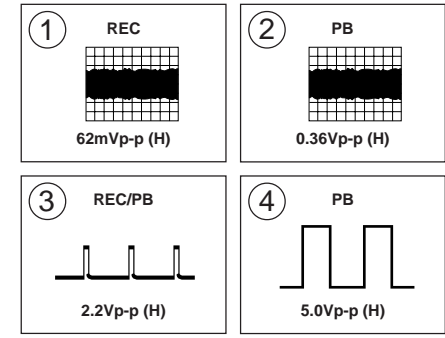 1 REC
62mVp-p (H)
2 PB
0.36Vp-p (H)
3 REC/PB
2.2Vp-p (H)
4 PB
5.0Vp-p (H)